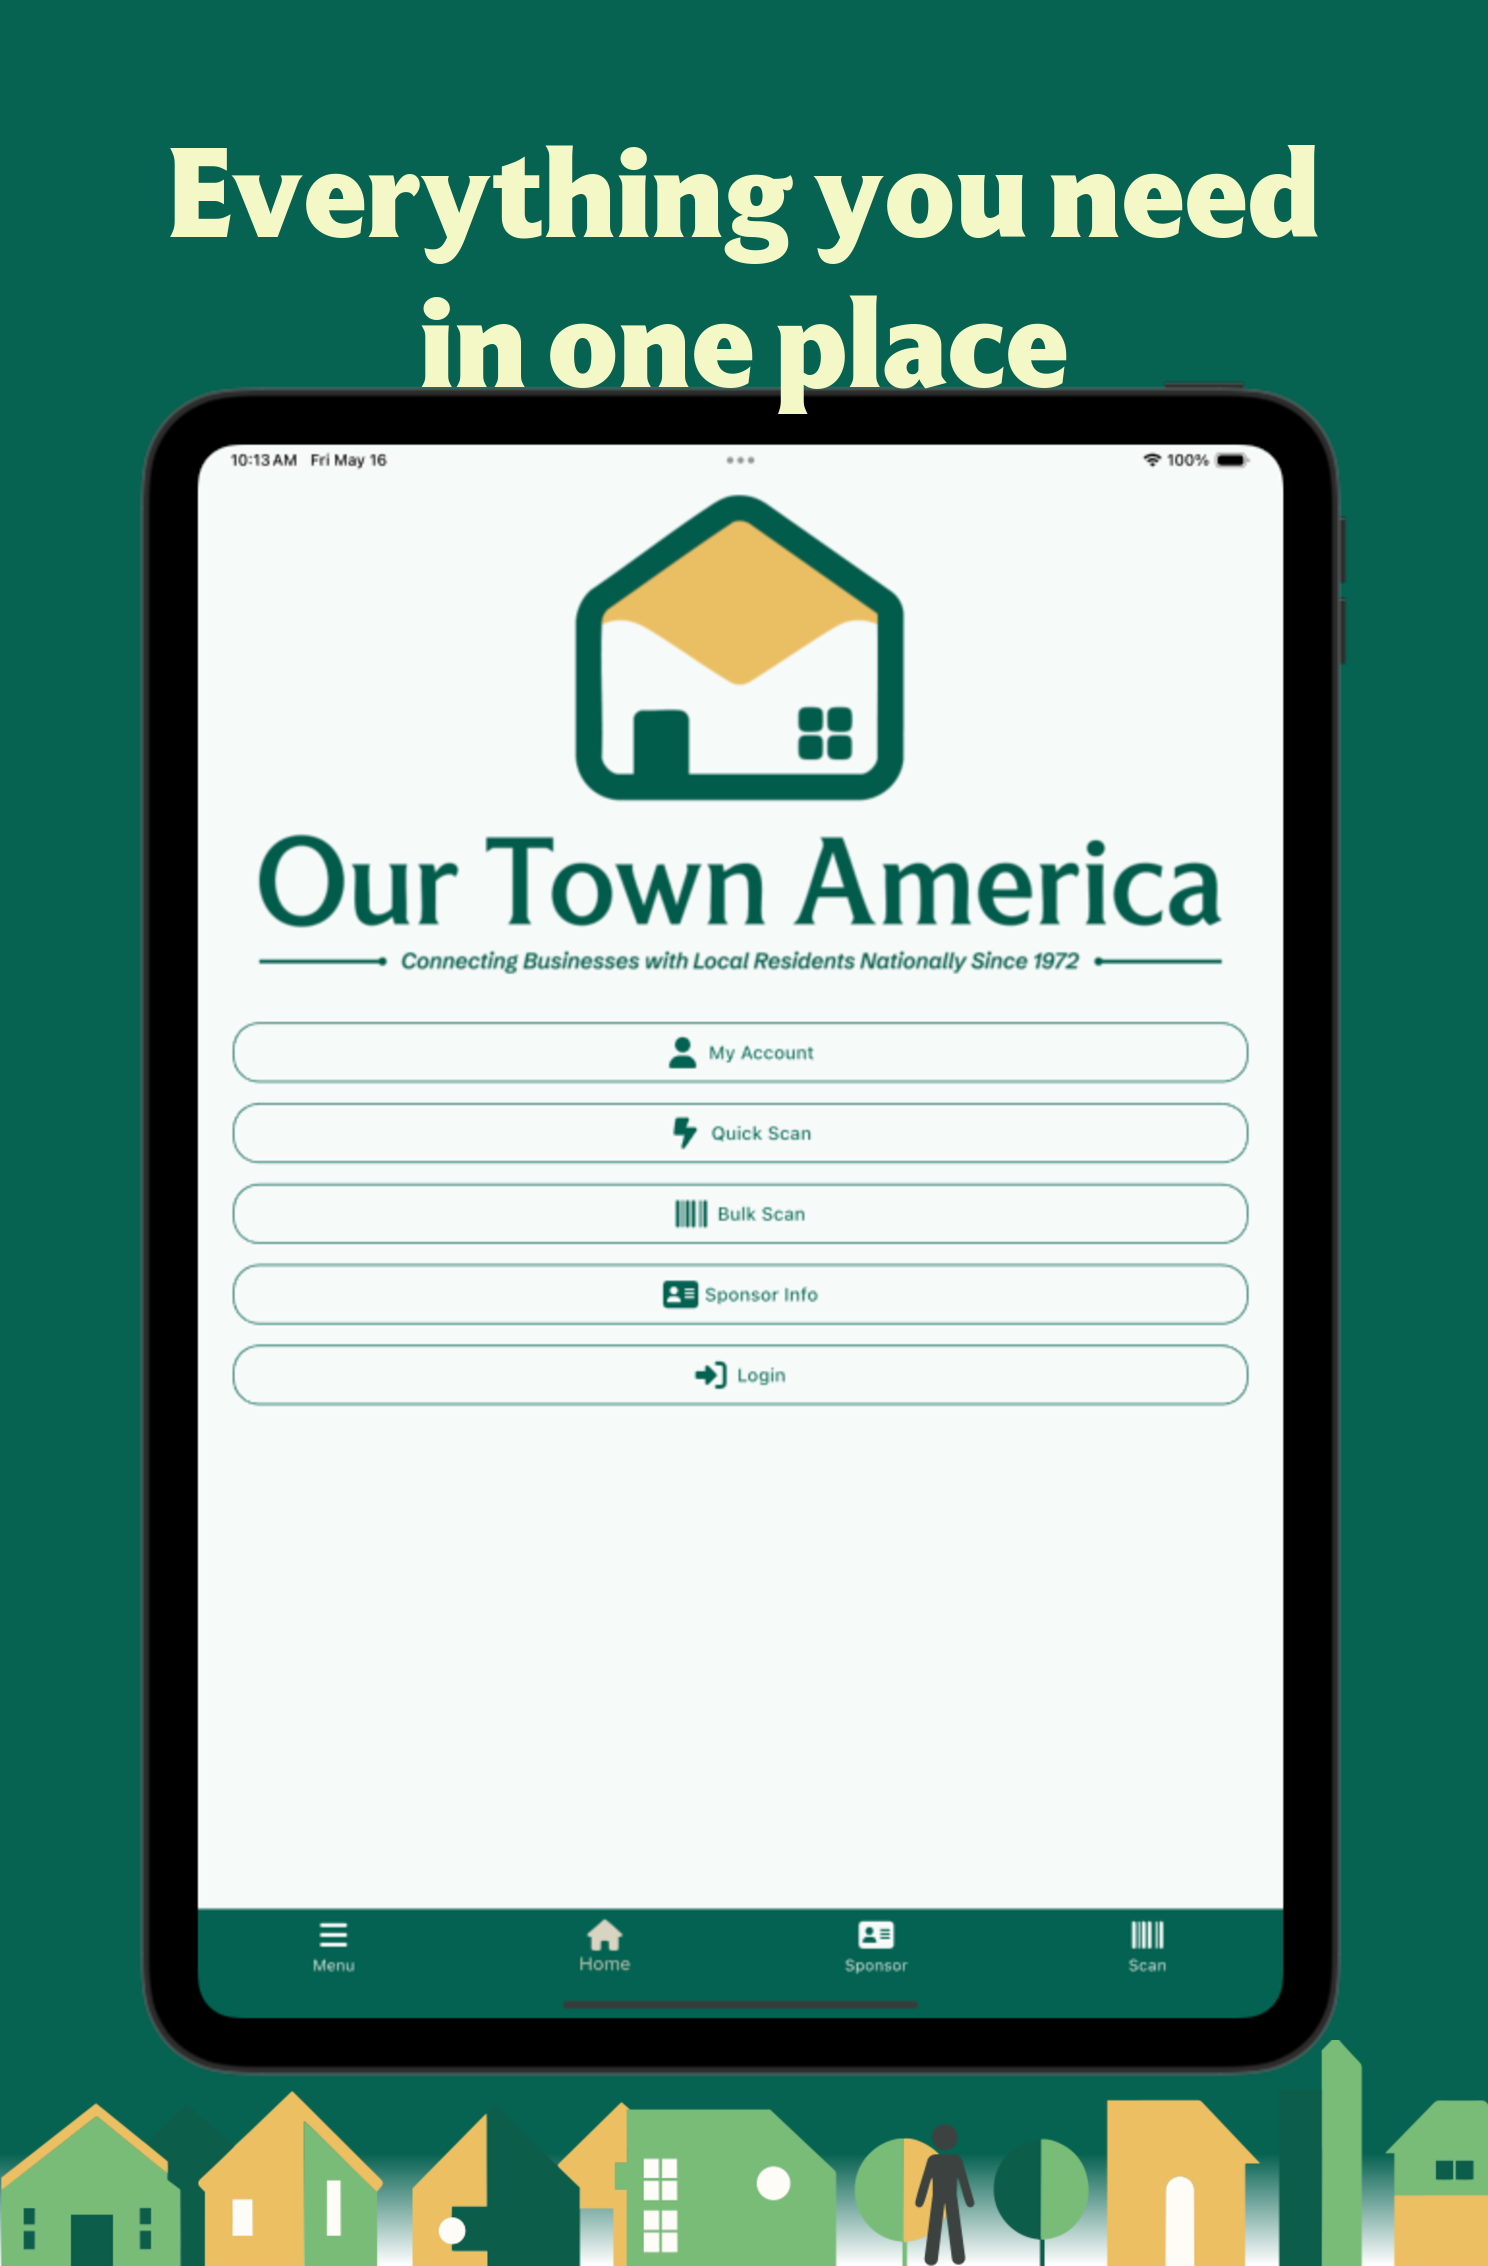 Everything you need
in one place
10:13 AM Fri May 16
100%
Our Town America
Connecting Businesses with Local Residents Nationally Since 1972
My Account
Quick Scan
Bulk Scan
Sponsor Info
Login
Menu
Home
Sponsor
Scan